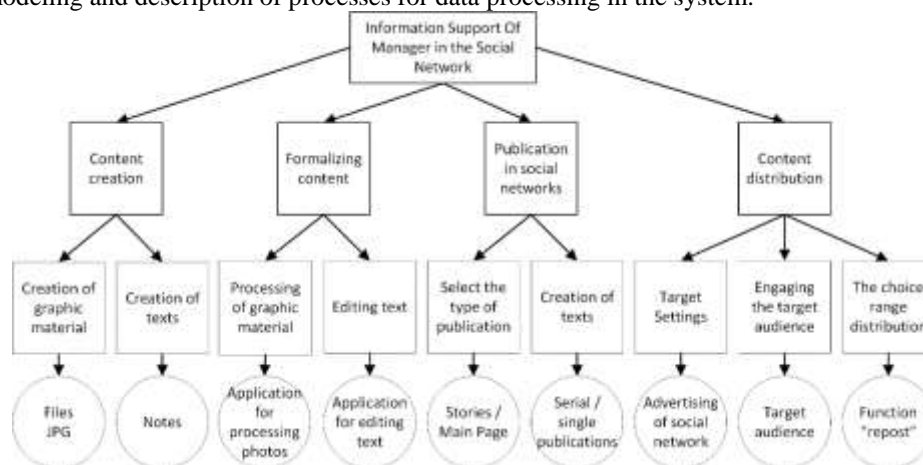 odeling and description of processes for data processing in the system.
Information Support Of
Manager in the Social
Network
Content
creation
Formalizing
content
Publication
in social
networks
Content
distribution
Creation of
graphic
material
Creation of
texts
Processing
of graphic
material
Editing text
Select the
type of
publication
Creation of
texts
Target
Settings
Engaging
the target
audience
The choice
range
distribution
Files
JPG
Notes
Application
for
processing
photos
Application
for editing
text
Stories /
Main Page
Serial /
single
publications
Advertising
of social
network
Target
audience
Function
"repost"